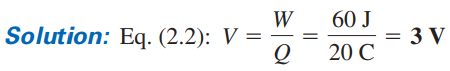 Solution: Eq. (2.2): V = W/Q = 60 J/20 C = 3 V